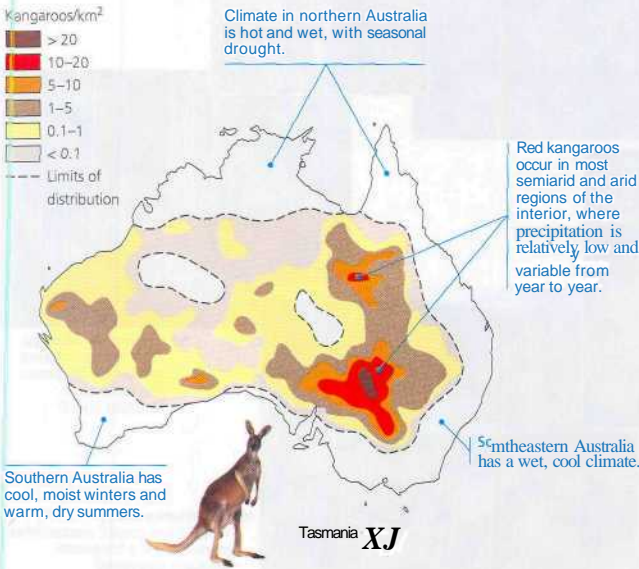 Kangaroos/km²
> 20
10–20
5–10
1–5
0.1–1
< 0.1
Limits of
distribution
Climate in northern Australia
is hot and wet, with seasonal
drought.
Red kangaroos
occur in most
semiarid and arid
regions of the
interior, where
precipitation is
relatively low and
y
variable from
year to year.
Scmtheastern Australia
has a wet, cool climate.
Southern Australia has
cool, moist winters and
warm, dry summers.
Tasmania XJ